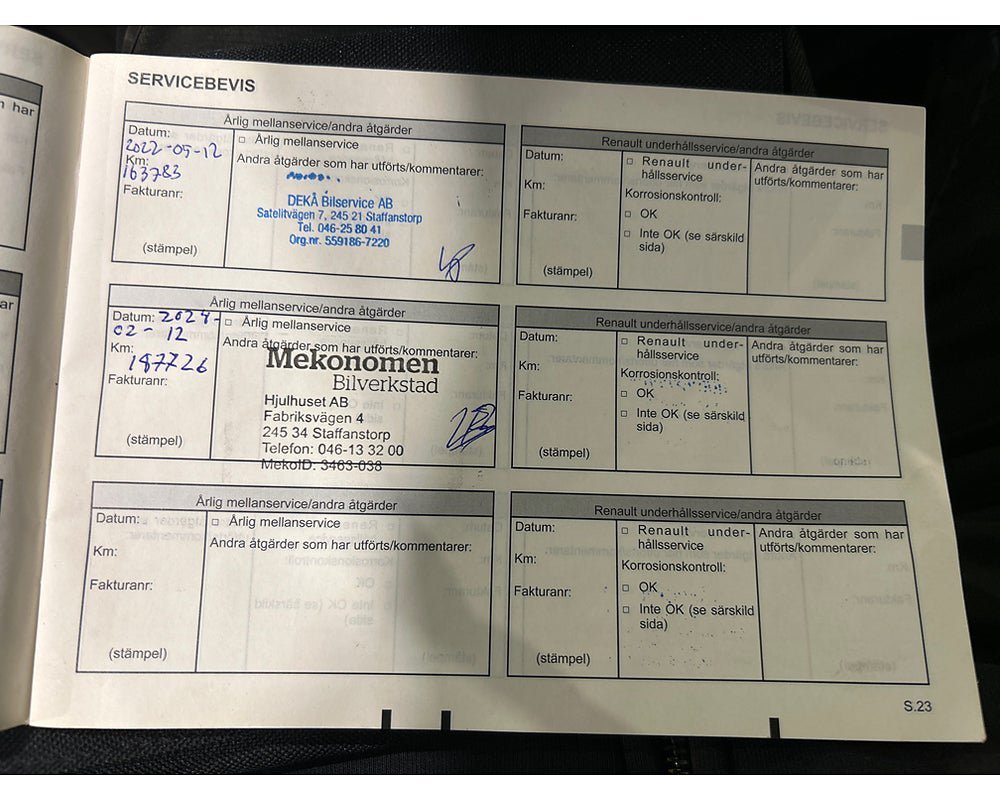 SERVICEBEVIS
Årlig mellanservice/andra åtgärder
Datum:
2022-05-12
Km:
163783
Fakturanr:
(stämpel)
Årlig mellanservice
Andra åtgärder som har utförts/kommentarer:
DEKÅ Bilservice AB
Satelitvägen 7, 245 21 Staffanstorp
Tel. 046-25 80 41
Org.nr. 559186-7220
Renault underhållsservice/andra åtgärder
Datum:
Km:
Fakturanr:
(stämpel)
Renault under-
hållsservice
Korrosionskontroll:
OK
Inte OK (se särskild
sida)
Andra åtgärder som har
utförts/kommentarer:
Årlig mellanservice/andra åtgärder
Datum: 2024-
02-12
Km:
187726
Fakturanr:
(stämpel)
Årlig mellanservice
Andra åtgärder som har utförts/kommentarer:
Mekonomen
Bilverkstad
Hjulhuset AB
Fabriksvägen 4
245 34 Staffanstorp
Telefon: 046-13 32 00
MekoID: 3463-038
Renault underhållsservice/andra åtgärder
Datum:
Km:
Fakturanr:
(stämpel)
Renault under-
hållsservice
Korrosionskontroll:
OK
Inte OK (se särskild
sida)
Andra åtgärder som har
utförts/kommentarer:
Årlig mellanservice/andra åtgärder
Datum:
Km:
Fakturanr:
(stämpel)
Årlig mellanservice
Andra åtgärder som har utförts/kommentarer:
Renault underhållsservice/andra åtgärder
Datum:
Km:
Fakturanr:
(stämpel)
Renault under-
hållsservice
Korrosionskontroll:
OK
Inte OK (se särskild
sida)
Andra åtgärder som har
utförts/kommentarer:
S.23